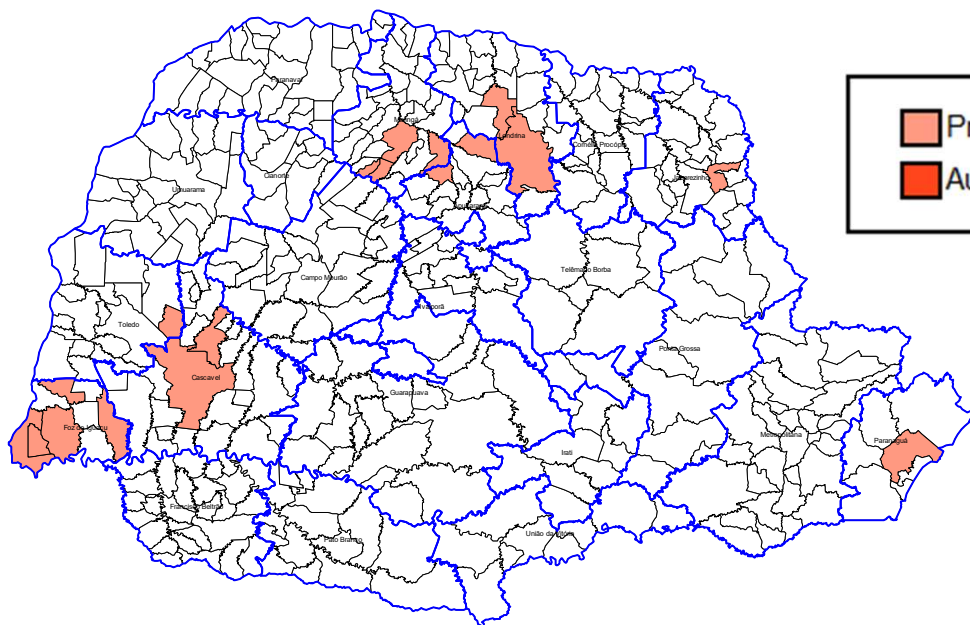 Paranavaí
Maringá
Londrina
Cornélio Procópio
Jacarezinho
Umuarama
Cianorte
Apucarana
Campo Mourão
Telêmaco Borba
Ivaiporã
Toledo
Ponta Grossa
Cascavel
Guarapuava
Foz do Iguaçu
Metropolitana
Paranaguá
Irati
Francisco Beltrão
Pato Branco
União da Vitória
Pr
Au